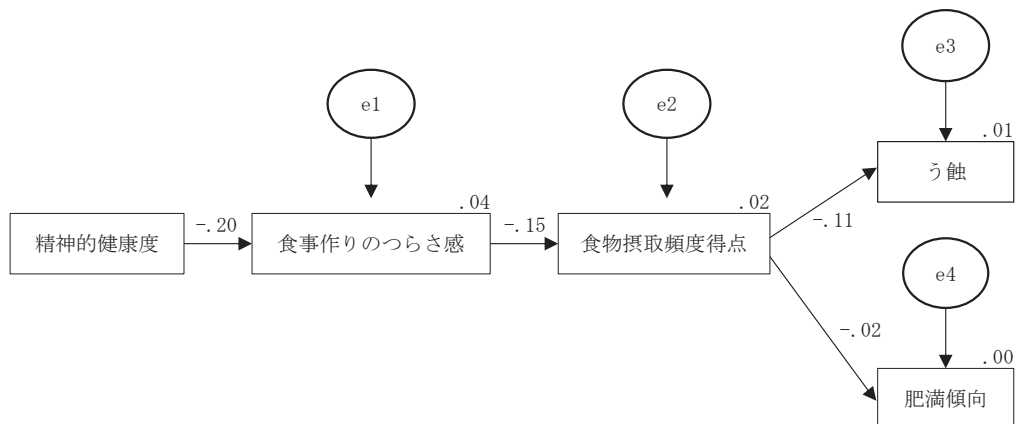 e3
e1
e2
.01
う蝕
.04
.02
-.20
-.15
-.11
精神的健康度
食事作りのつらさ感
食物摂取頻度得点
e4
-.02
.00
肥満傾向